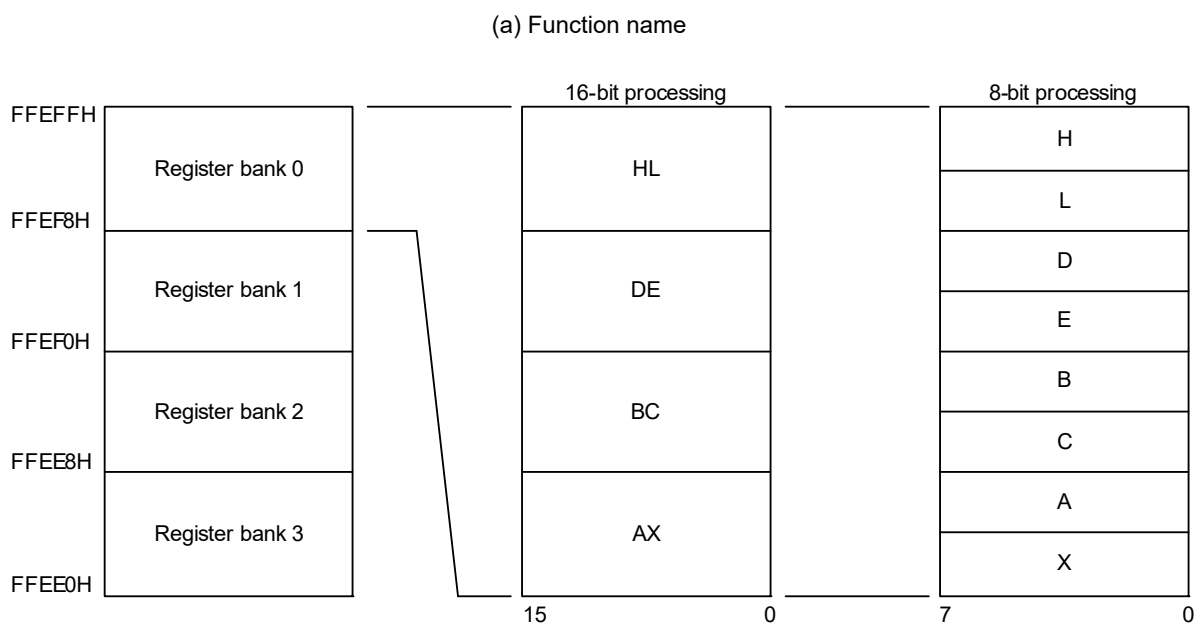 (a) Function name
16-bit processing
8-bit processing
FFEFFH
Register bank 0
HL
H
L
FFEF8H
Register bank 1
DE
D
E
FFEF0H
Register bank 2
BC
B
C
FFEE8H
Register bank 3
AX
A
X
FFEE0H
15 0
7 0